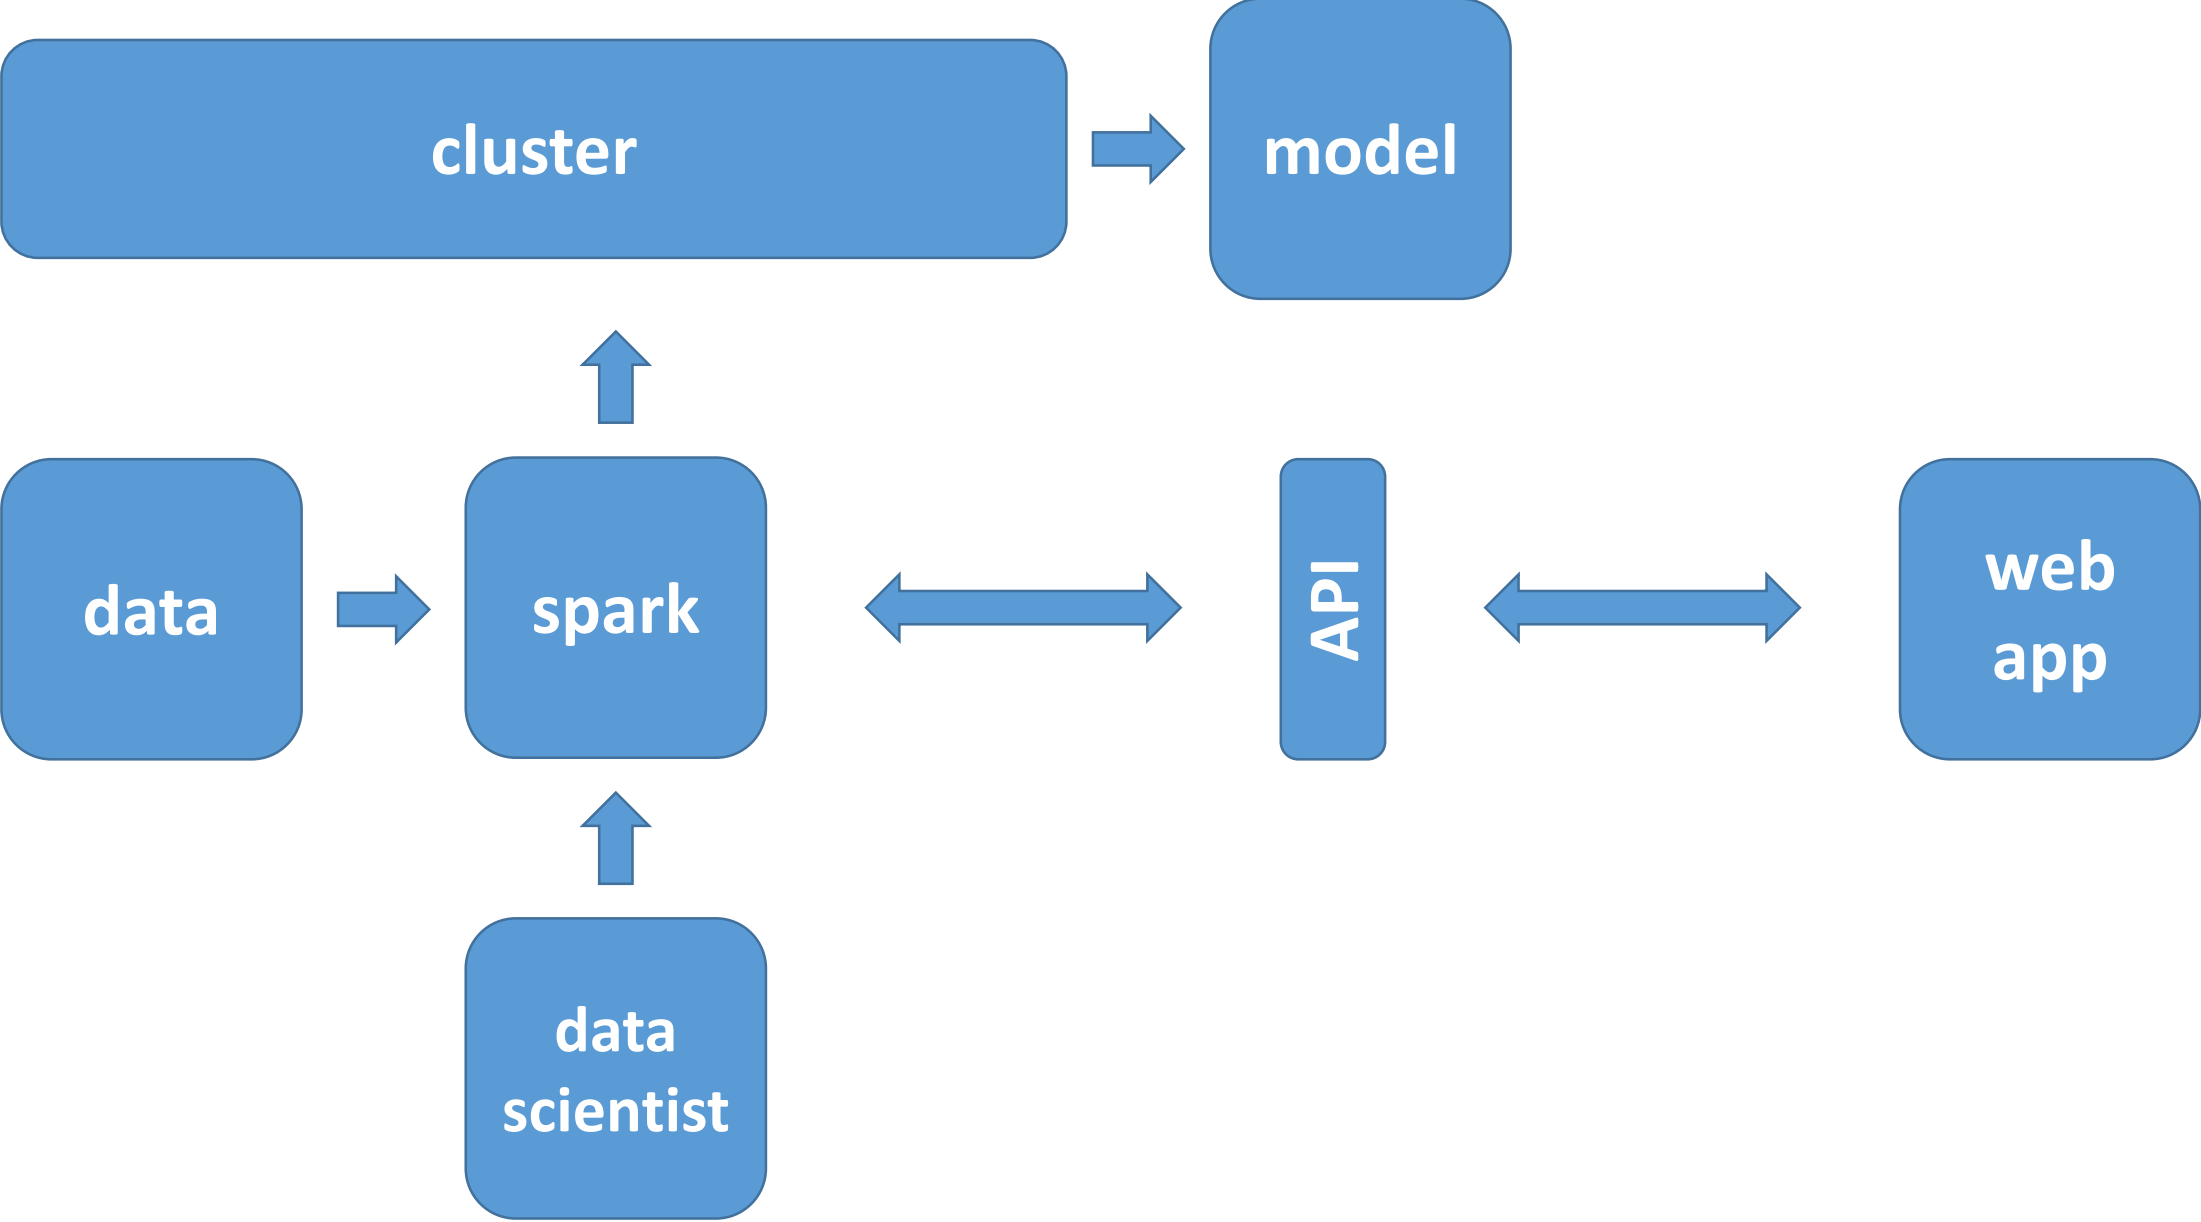 cluster
model
data
spark
API
web
app
data
scientist